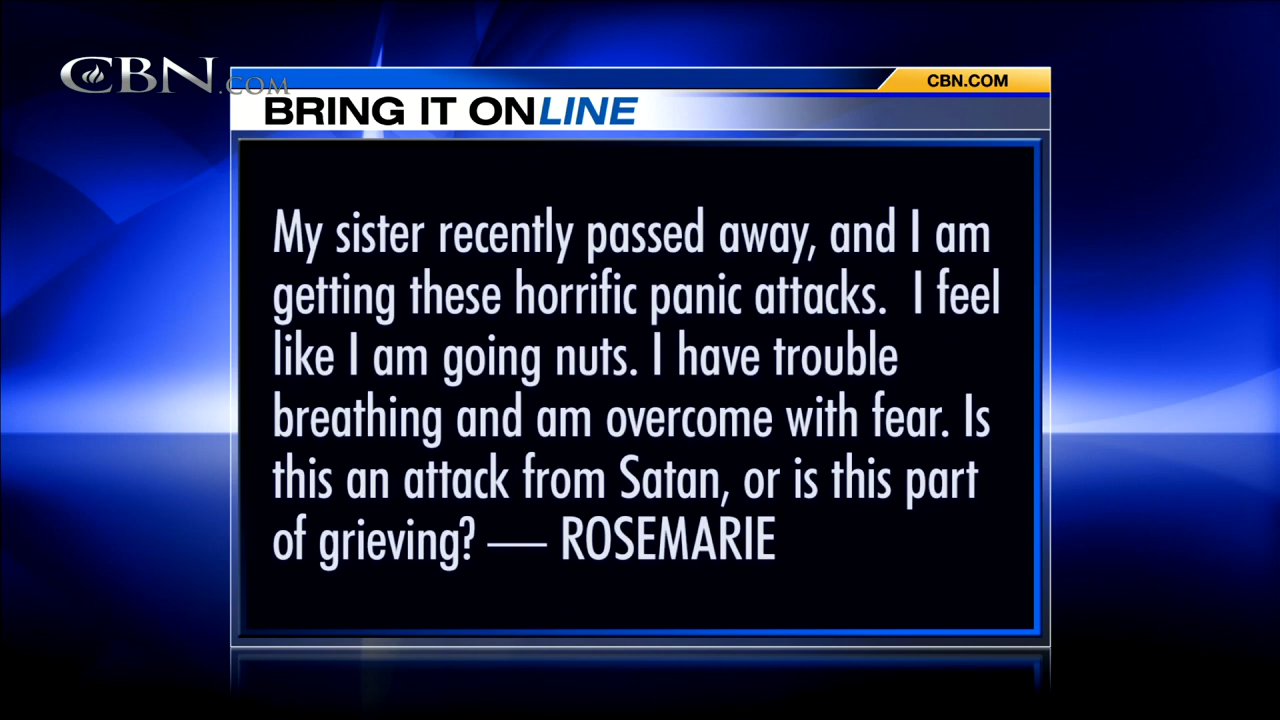 CBN.COM
CBN.COM
BRING IT ONLINE
My sister recently passed away, and I am
getting these horrific panic attacks.  I feel
like I am going nuts. I have trouble
breathing and am overcome with fear. Is
this an attack from Satan, or is this part
of grieving? — ROSEMARIE